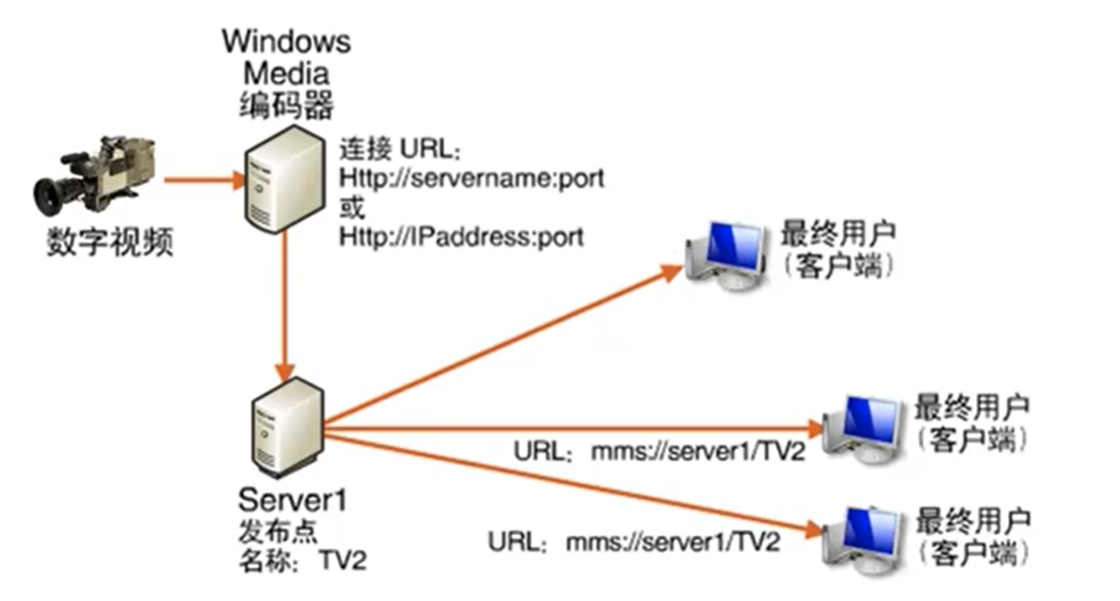 Windows
Media
编码器
连接 URL:
Http://servername:port
或
Http://IPaddress:port
数字视频
最终用户
(客户端)
最终用户
(客户端)
URL: mms://server1/TV2
Server1
发布点
名称: TV2
URL: mms://server1/TV2
最终用户
(客户端)